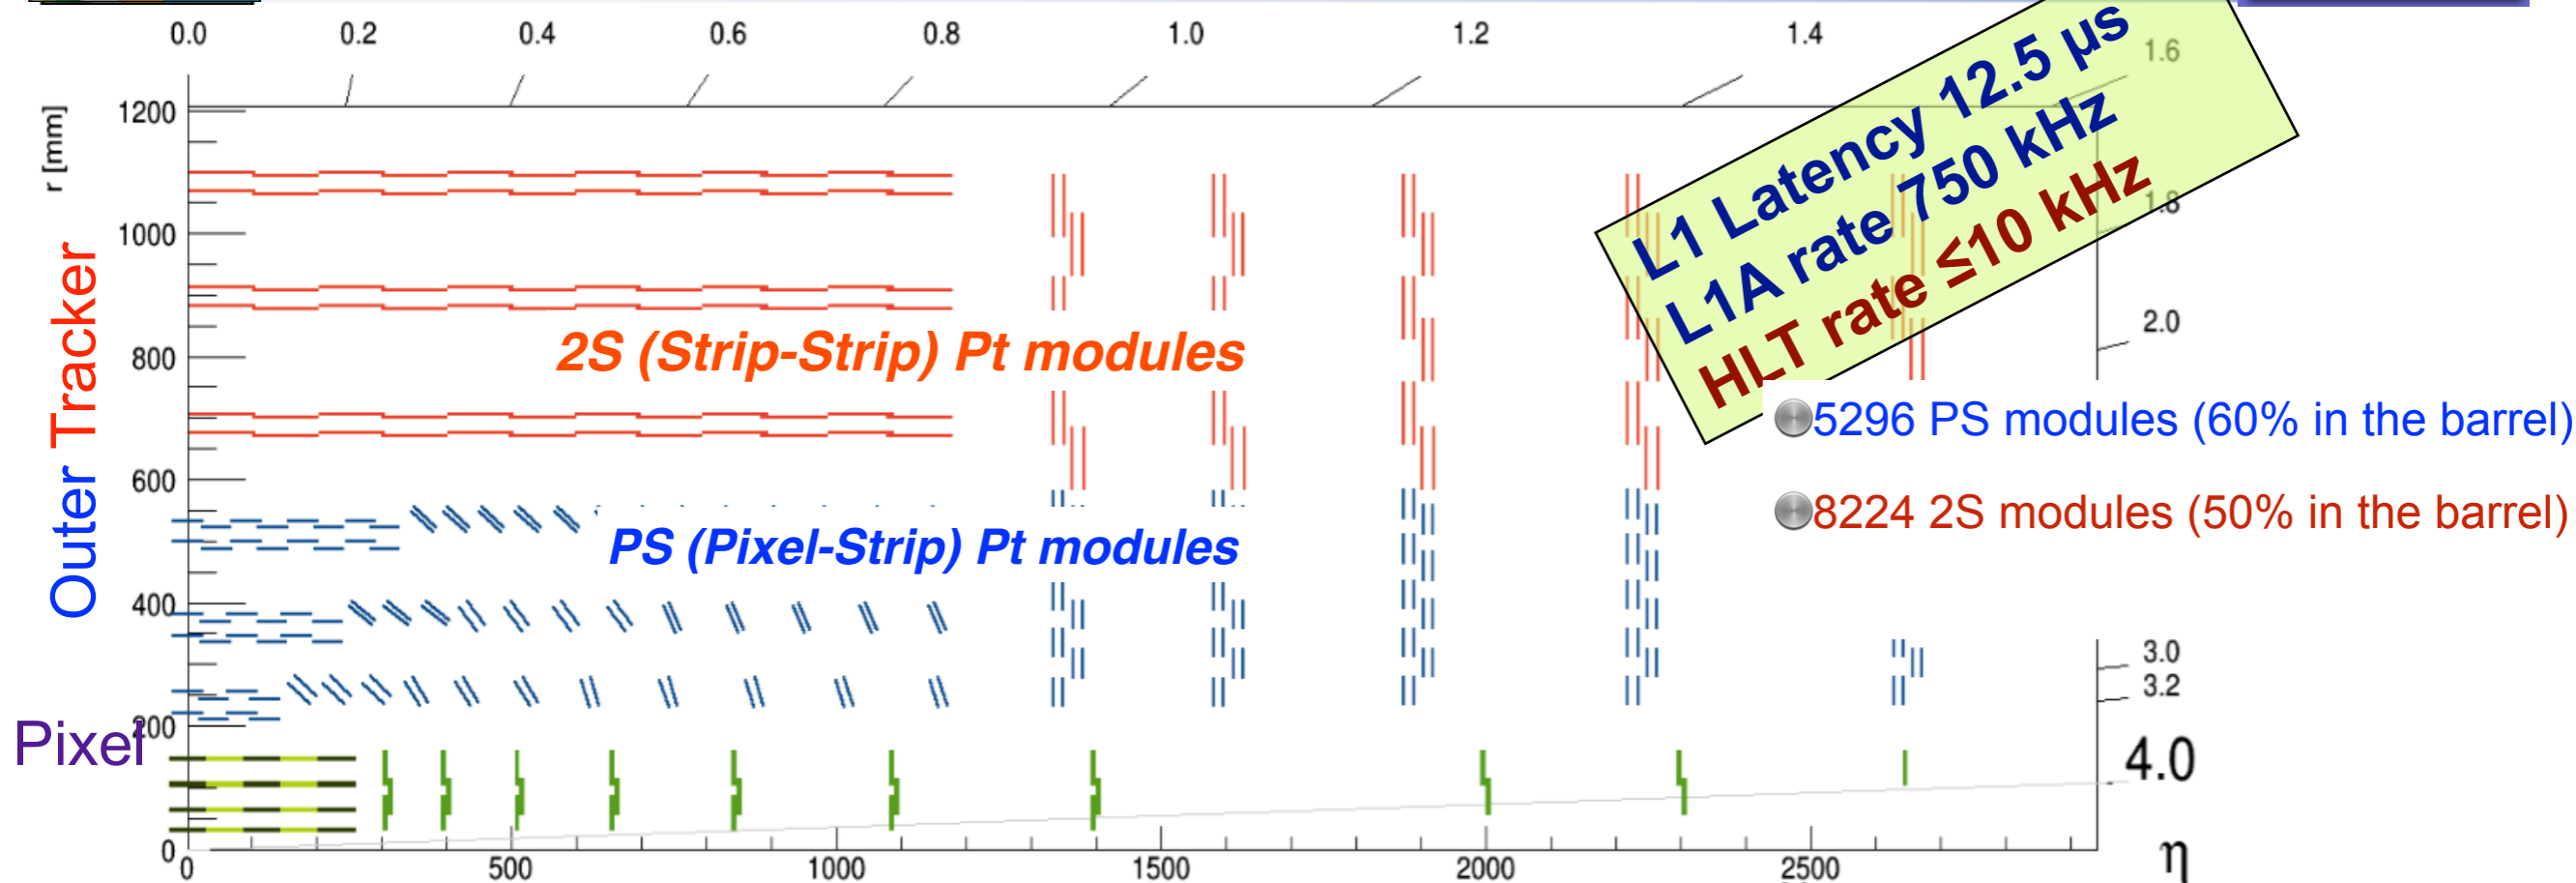 0.0 0.2 0.4 0.6 0.8 1.0 1.2 1.4
1.6
1.8
2.0
3.0
3.2
4.0
η
r [mm]
1200
1000
800
600
400
200
0
0 500 1000 1500 2000 2500
Outer Tracker
Pixel
2S (Strip-Strip) Pt modules
PS (Pixel-Strip) Pt modules
L1 Latency 12.5 μs
L1A rate 750 kHz
HLT rate ≤10 kHz
5296 PS modules (60% in the barrel)
8224 2S modules (50% in the barrel)